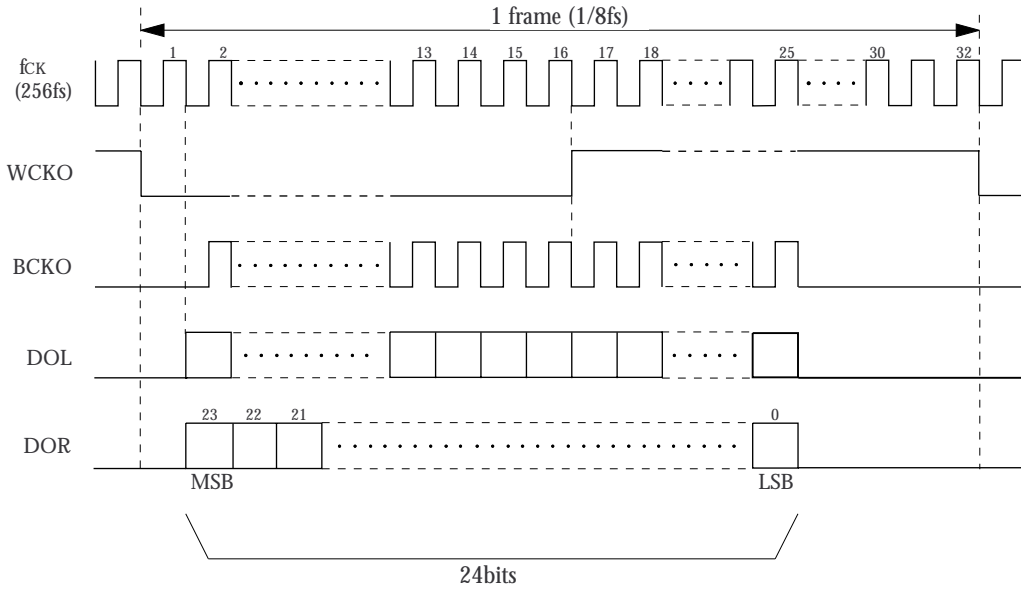 1 frame (1/8fs)
1 2 13 14 15 16 17 18 25 30 32
fCK
(256fs)
WCKO
BCKO
DOL
23 22 21 0
DOR
MSB LSB
24bits